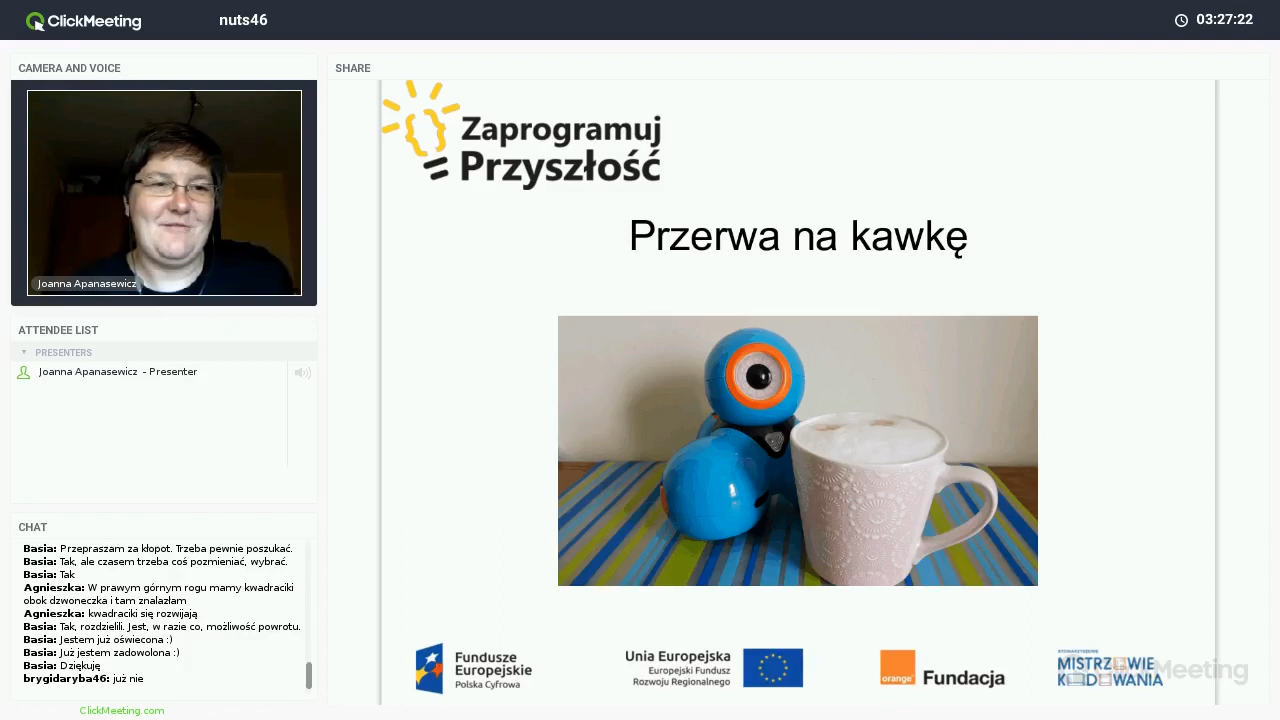 ClickMeeting
nuts46
03:27:22
CAMERA AND VOICE
SHARE
Joanna Apanasewicz
ATTENDEE LIST
PRESENTERS
Joanna Apanasewicz - Presenter
CHAT
Basia: Przepraszam za kłopot. Trzeba pewnie poszukać.
Basia: Tak, ale czasem trzeba coś pozmieniać, wybrać.
Basia: Tak
Agnieszka: W prawym górnym rogu mamy kwadraciki
obok dzwoneczka i tam znalazłam
Agnieszka: kwadraciki się rozwijają
Basia: Tak, rozdzielili. Jest, w razie co, możliwość powrotu.
Basia: Jestem już oświecona :)
Basia: Już jestem zadowolona :)
Basia: Dziękuję
brygidaryba46: już nie
ClickMeeting.com
Zaprogramuj
Przyszłość
Przerwa na kawkę
Fundusze
Europejskie
Polska Cyfrowa
Unia Europejska
Europejski Fundusz
Rozwoju Regionalnego
orange
Fundacja
STOWARZYSZENIE
MISTRZOWIE
KODOWANIA
ClickMeeting